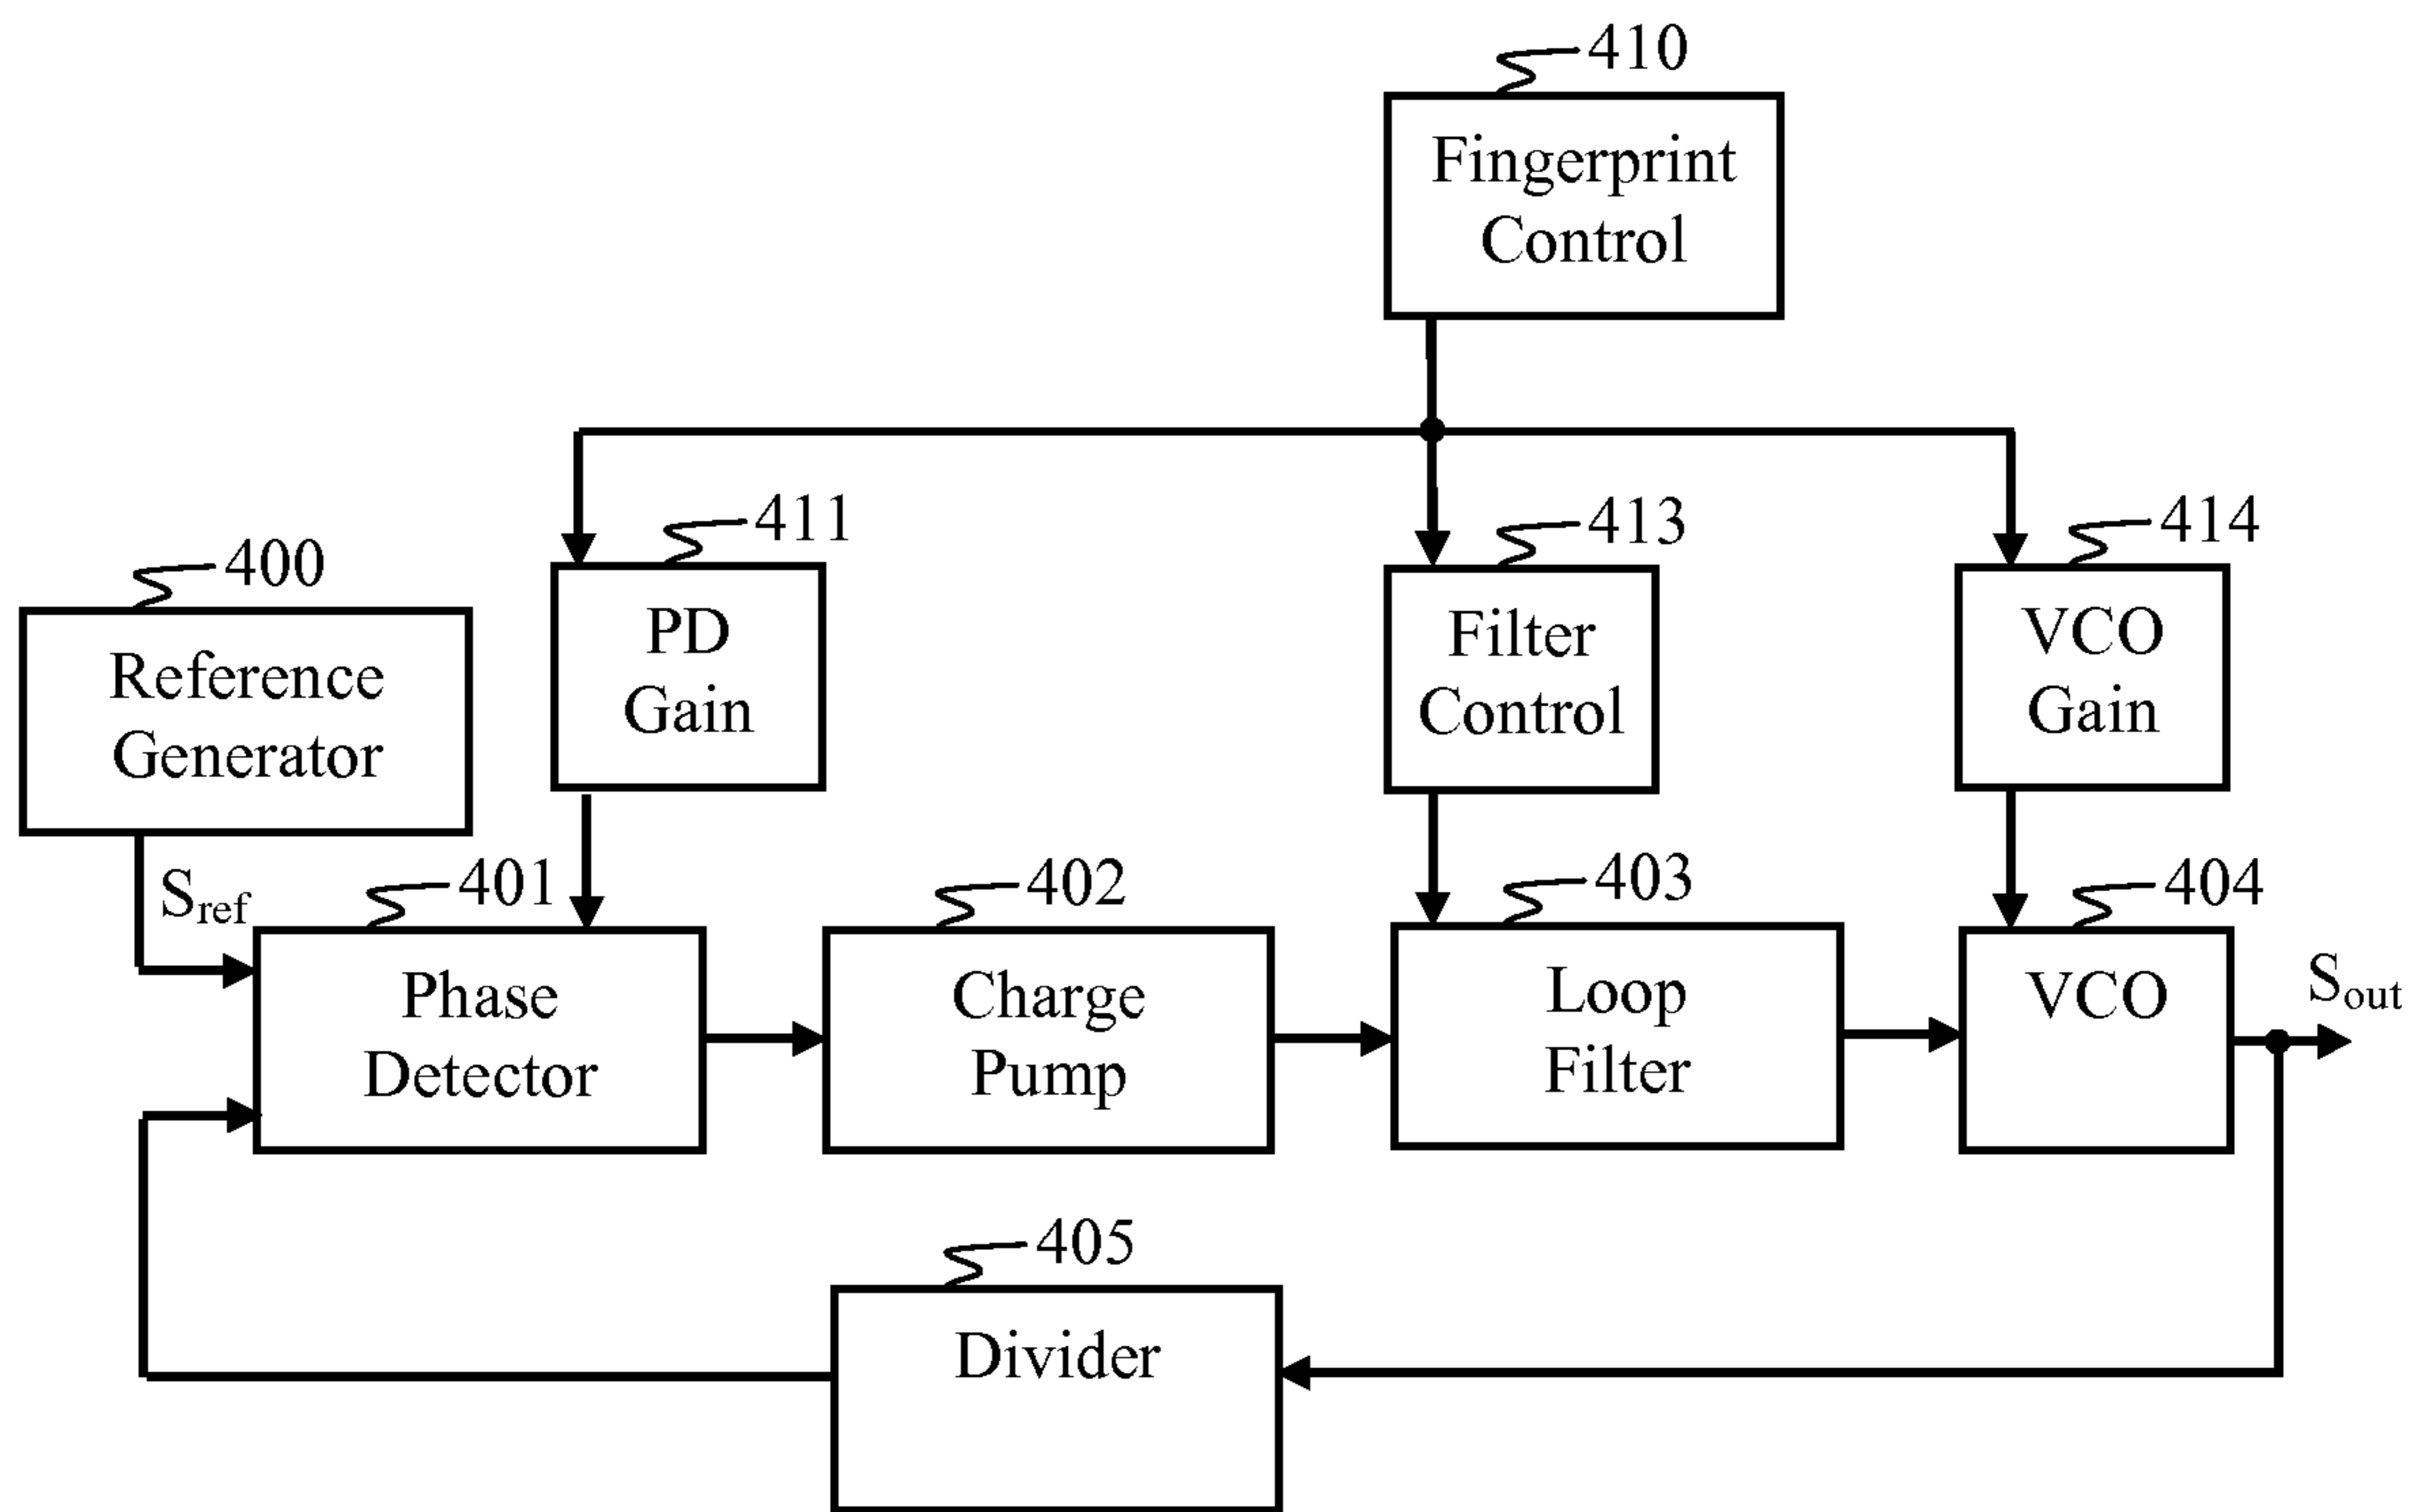 410
Fingerprint
Control
411
413
414
400
PD
Gain
Filter
Control
VCO
Gain
Reference
Generator
Sref
401
402
403
404
Phase
Detector
Charge
Pump
Loop
Filter
VCO
Sout
405
Divider